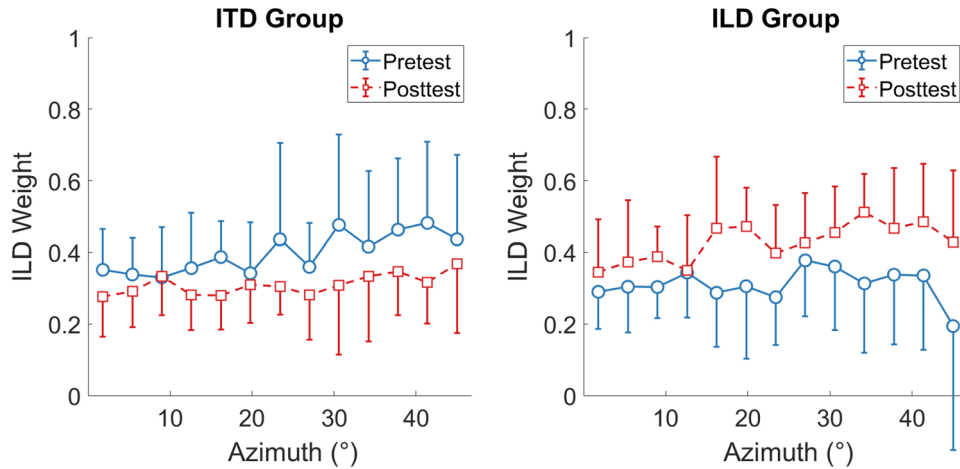 ITD Group
1
0.8
0.6
0.4
0.2
0
ILD Weight
10 20 30 40
Azimuth (°)
Pretest
Posttest
ILD Group
1
0.8
0.6
0.4
0.2
0
ILD Weight
10 20 30 40
Azimuth (°)
Pretest
Posttest